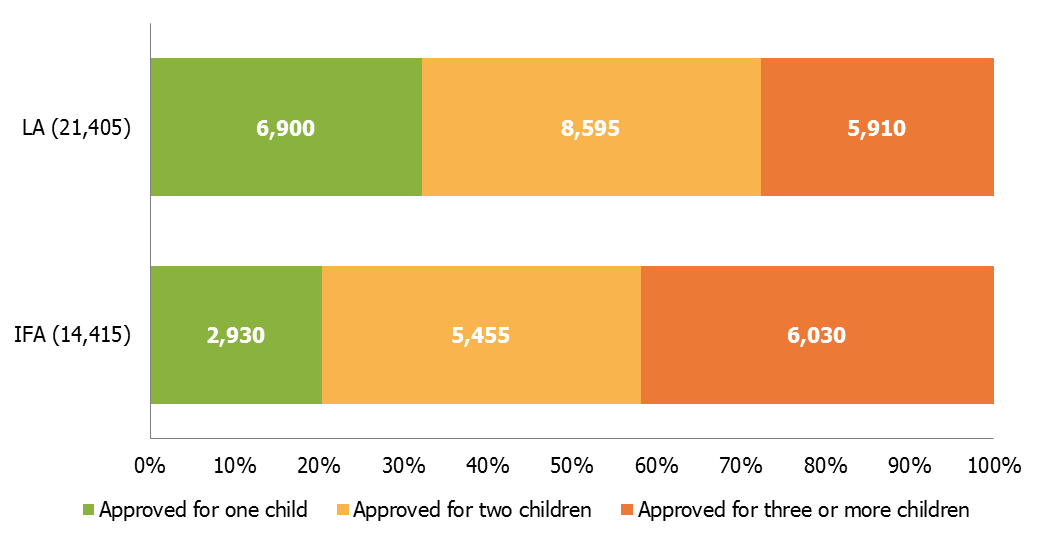 LA (21,405)
6,900 8,595 5,910
IFA (14,415)
2,930 5,455 6,030
0% 10% 20% 30% 40% 50% 60% 70% 80% 90% 100%
Approved for one child Approved for two children Approved for three or more children